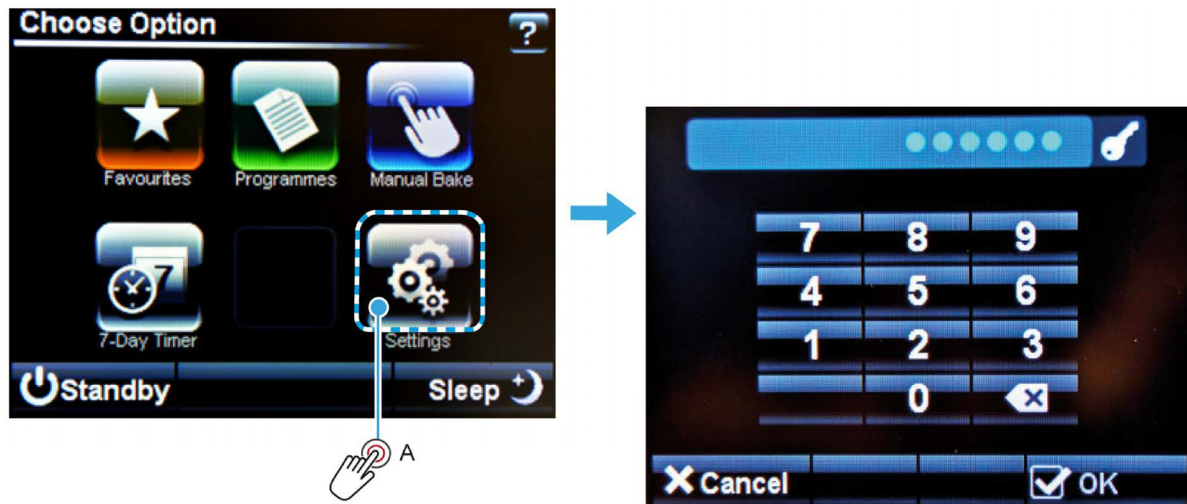 Choose Option
?
Favourites
Programmes
Manual Bake
7
7-Day Timer
Settings
Standby
Sleep
A
7 8 9
4 5 6
1 2 3
0
Cancel
OK